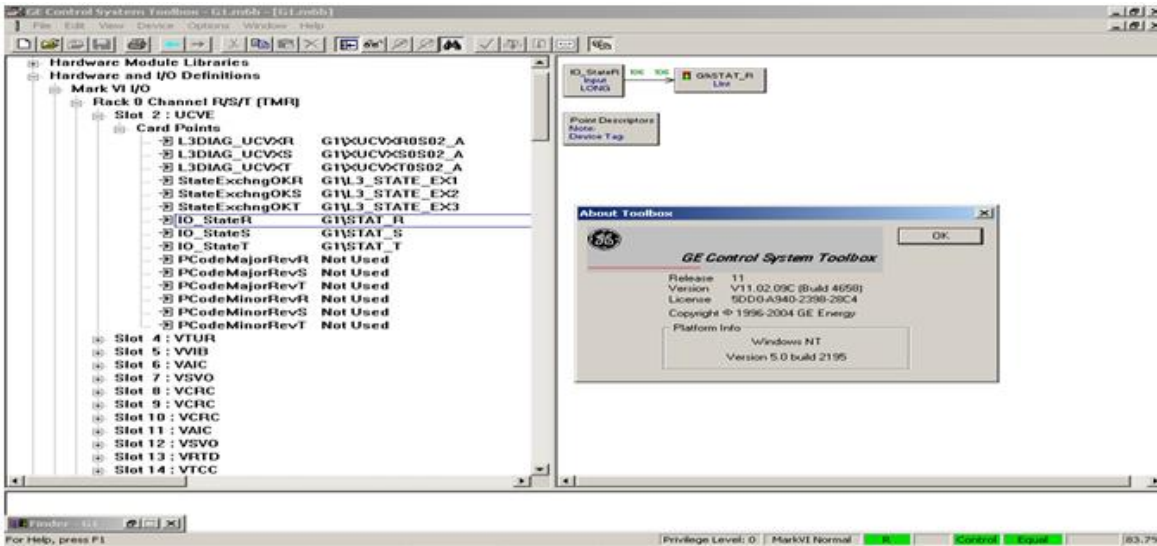 GE Control System Toolbox - G1.m6b - [G1.m6b]
File Edit View Device Options Window Help
Hardware Module Libraries
Hardware and I/O Definitions
Mark VI I/O
Rack 0 Channel R/S/T (TMR)
Slot 2 : UCVE
Card Points
L3DIAG_UCVXR G1\XUCVXR0S02_A
L3DIAG_UCVXS G1\XUCVXS0S02_A
L3DIAG_UCVXT G1\XUCVXT0S02_A
StateExchngOKR G1\L3_STATE_EX1
StateExchngOKS G1\L3_STATE_EX2
StateExchngOKT G1\L3_STATE_EX3
IO_StateR G1\STAT_R
IO_StateS G1\STAT_S
IO_StateT G1\STAT_T
PCodeMajorRevR Not Used
PCodeMajorRevS Not Used
PCodeMajorRevT Not Used
PCodeMinorRevR Not Used
PCodeMinorRevS Not Used
PCodeMinorRevT Not Used
Slot 4 : VTUR
Slot 5 : VVIB
Slot 6 : VAIC
Slot 7 : VSVO
Slot 8 : VCRC
Slot 9 : VCRC
Slot 10 : VCRC
Slot 11 : VAIC
Slot 12 : VSVO
Slot 13 : VRTD
Slot 14 : VTCC
IO_StateR
Input
LONG
106 106
G1\STAT_R
LInt
Point Descriptors
Note:
Device Tag:
About Toolbox
OK
GE Control System Toolbox
Release 11
Version V11.02.09C (Build 4658)
License 5DD0-A940-2398-28C4
Copyright © 1996-2004 GE Energy
Platform Info
Windows NT
Version 5.0 build 2195
Finder - G1
For Help, press F1
Privilege Level: 0 MarkVI Normal R Control Equal 83.7%